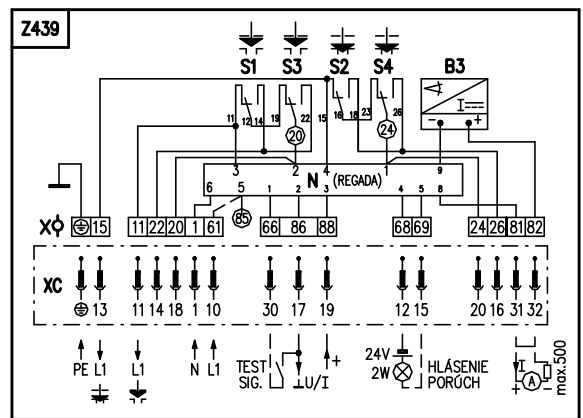 Z439
S1 S3 S2 S4 B3
I
11 12 14 19 22 15 16 18 23 26
20 24
- +
3 2 4 1 9
N (REGADA)
6 5 1 2 3 4 5 8
85
X
15 11 22 20 1 61 66 86 88 68 69 24 26 81 82
XC
13 11 14 18 1 10 30 17 19 12 15 20 16 31 32
PE L1 L1 N L1
TEST SIG.
⊥U/I
+
24V
2W
HLÁSENIE
PORÚCH
I
+ A -
max.500